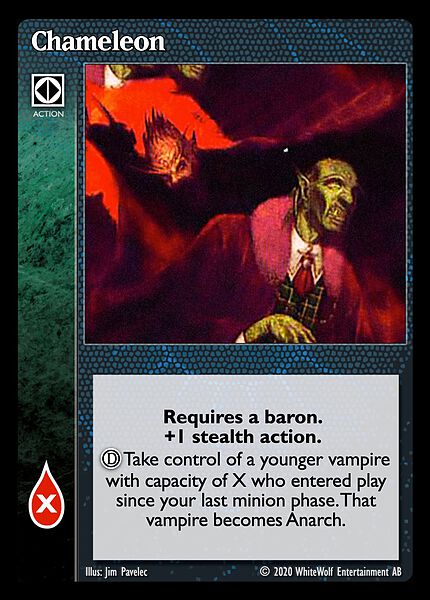 Chameleon
ACTION
Requires a baron.
+1 stealth action.
Ⓓ Take control of a younger vampire
with capacity of X who entered play
since your last minion phase. That
vampire becomes Anarch.
X
Illus: Jim Pavelec © 2020 WhiteWolf Entertainment AB